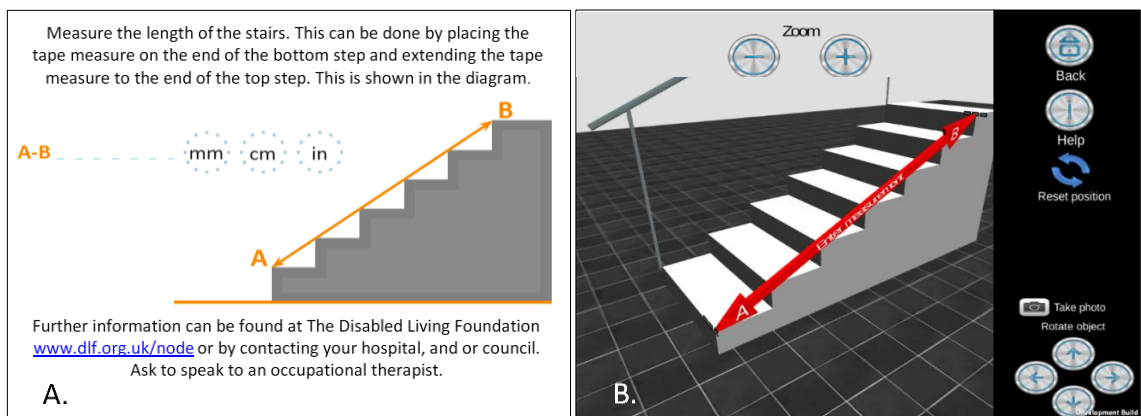 Measure the length of the stairs. This can be done by placing the
tape measure on the end of the bottom step and extending the tape
measure to the end of the top step. This is shown in the diagram.
B
A-B
mm cm in
A
Further information can be found at The Disabled Living Foundation
www.dlf.org.uk/node or by contacting your hospital, and or council.
Ask to speak to an occupational therapist.
A.
Zoom
B
Enter measurement
A
B.
Back
Help
Reset position
Take photo
Rotate object
Development Build